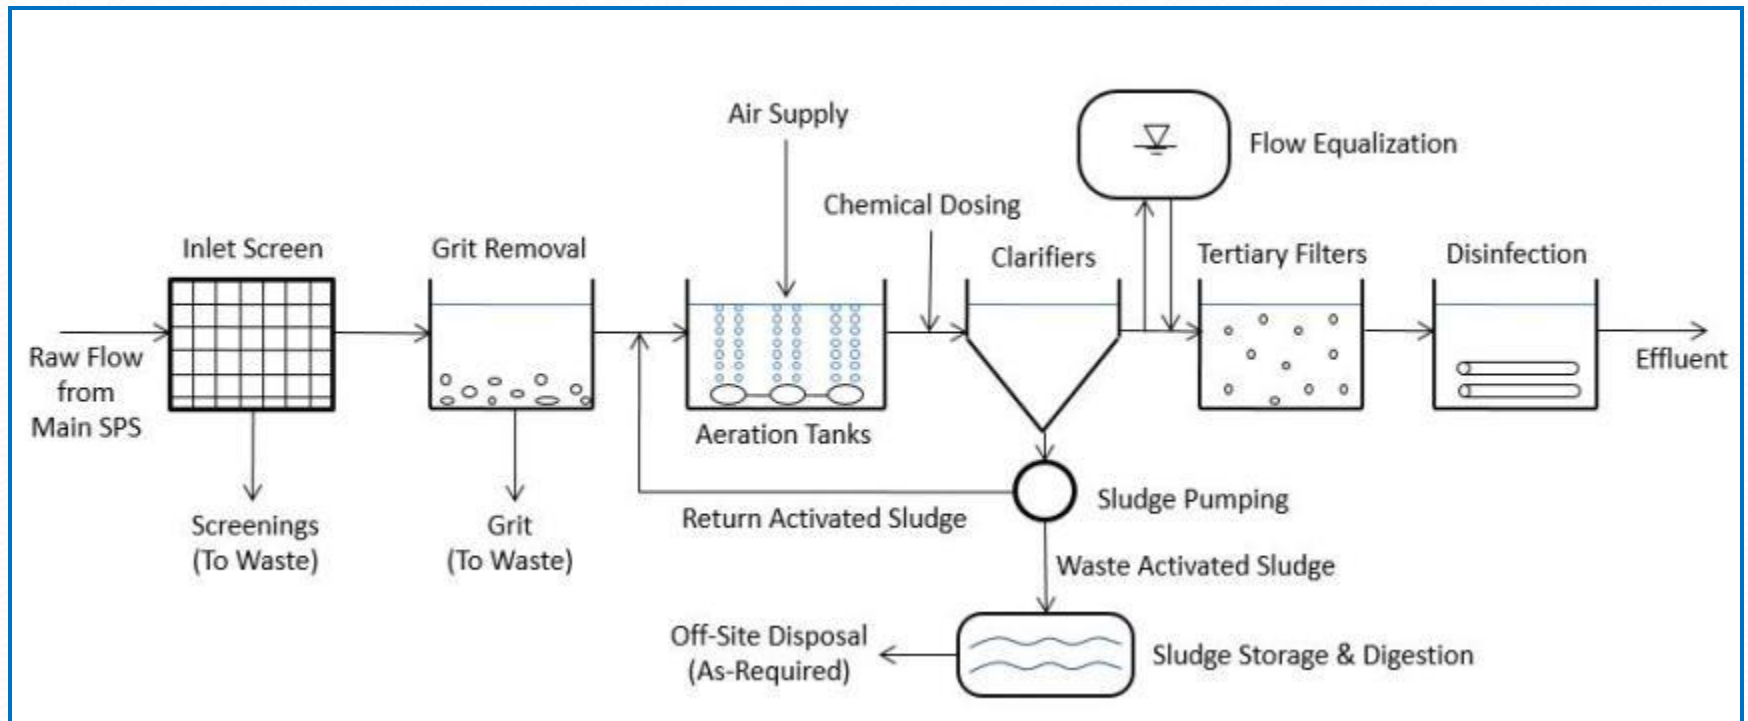 Air Supply
Flow Equalization
Chemical Dosing
Inlet Screen
Grit Removal
Clarifiers
Tertiary Filters
Disinfection
Raw Flow
from
Main SPS
Effluent
Aeration Tanks
Screenings
(To Waste)
Grit
(To Waste)
Return Activated Sludge
Sludge Pumping
Waste Activated Sludge
Off-Site Disposal
(As-Required)
Sludge Storage & Digestion